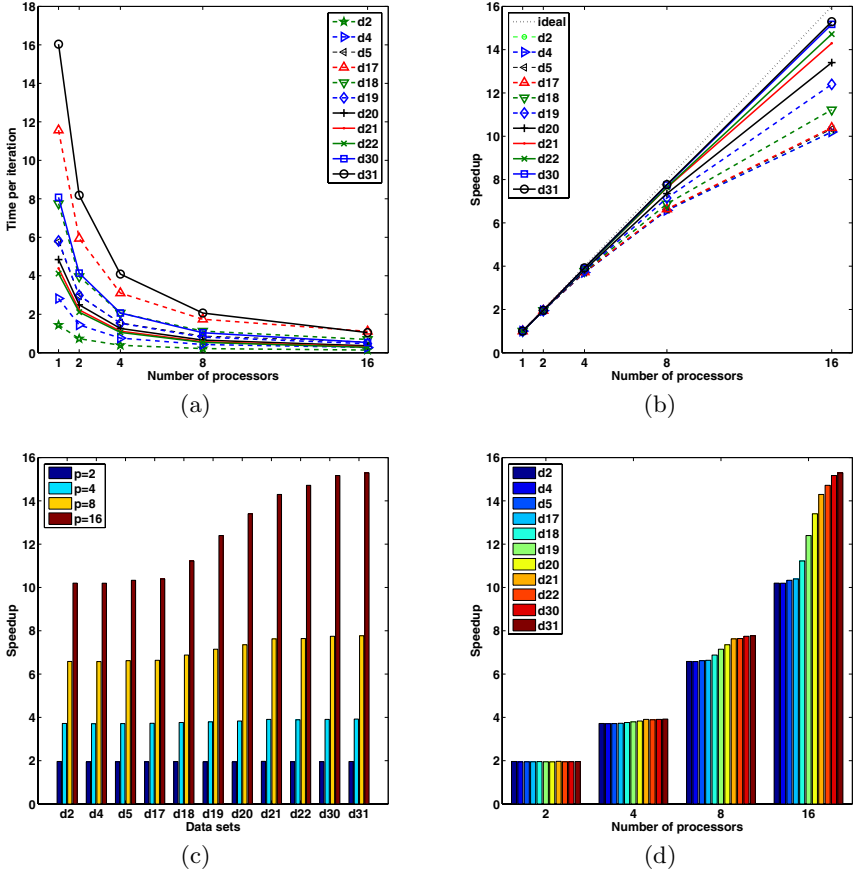 18
16
14
12
10
8
6
4
2
0
Time per iteration
1 2 4 8 16
Number of processors
d2
d4
d5
d17
d18
d19
d20
d21
d22
d30
d31
(a)
16
14
12
10
8
6
4
2
0
Speedup
1 2 4 8 16
Number of processors
ideal
d2
d4
d5
d17
d18
d19
d20
d21
d22
d30
d31
(b)
16
14
12
10
8
6
4
2
0
Speedup
p=2
p=4
p=8
p=16
d2 d4 d5 d17 d18 d19 d20 d21 d22 d30 d31
Data sets
(c)
16
14
12
10
8
6
4
2
0
Speedup
d2
d4
d5
d17
d18
d19
d20
d21
d22
d30
d31
2 4 8 16
Number of processors
(d)